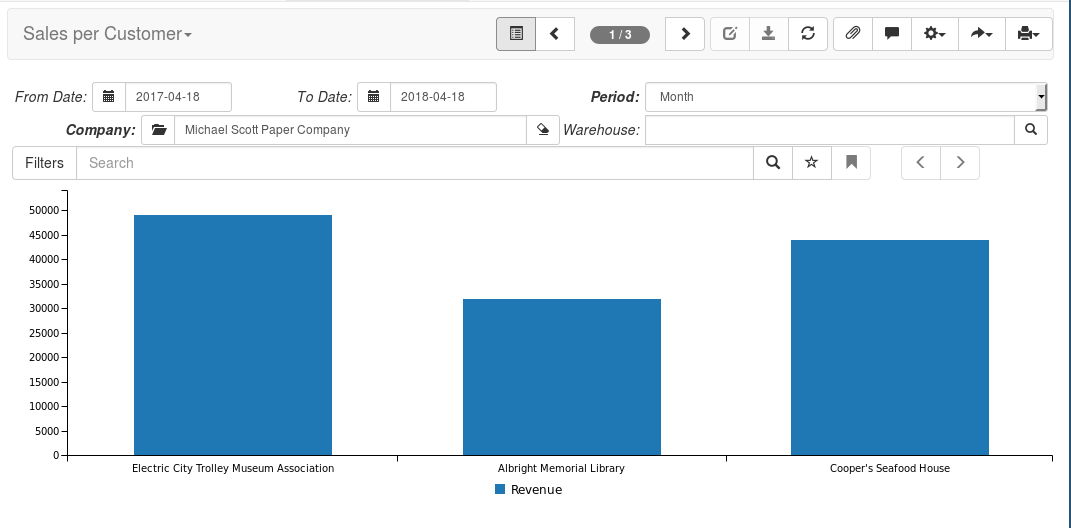 Sales per Customer
1 / 3
From Date: 2017-04-18 To Date: 2018-04-18 Period: Month
Company: Michael Scott Paper Company Warehouse:
Filters Search
50000
45000
40000
35000
30000
25000
20000
15000
10000
5000
0
Electric City Trolley Museum Association Albright Memorial Library Cooper's Seafood House
Revenue